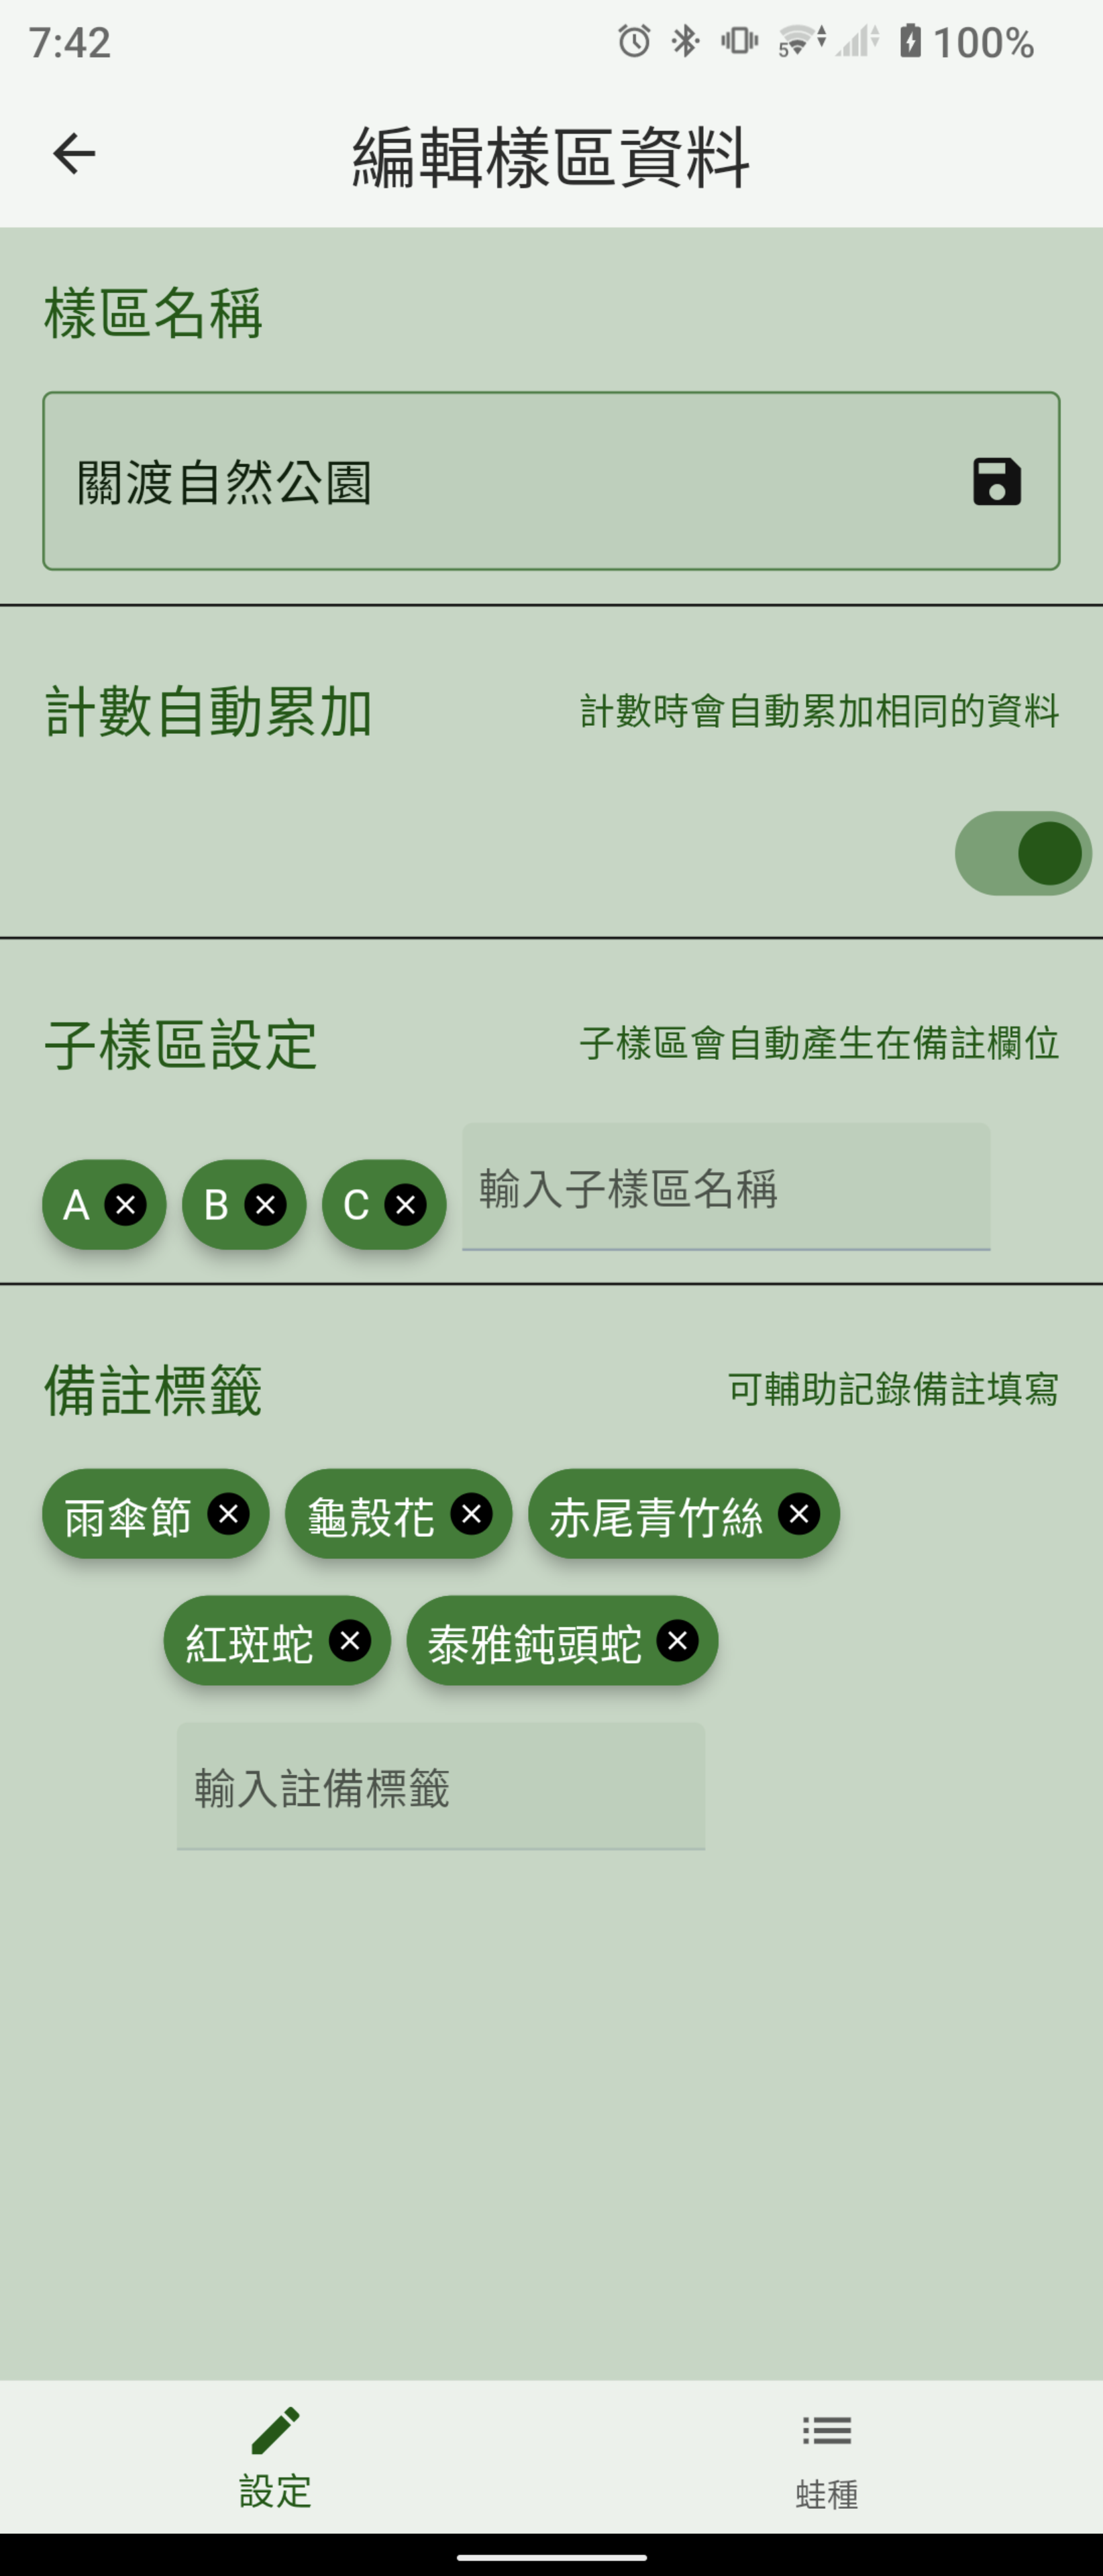 7:42 5 100%
編輯樣區資料
樣區名稱
關渡自然公園
計數自動累加 計數時會自動累加相同的資料
子樣區設定 子樣區會自動產生在備註欄位
A B C 輸入子樣區名稱
備註標籤 可輔助記錄備註填寫
雨傘節 龜殼花 赤尾青竹絲
紅斑蛇 泰雅鈍頭蛇
輸入註備標籤
設定 蛙種